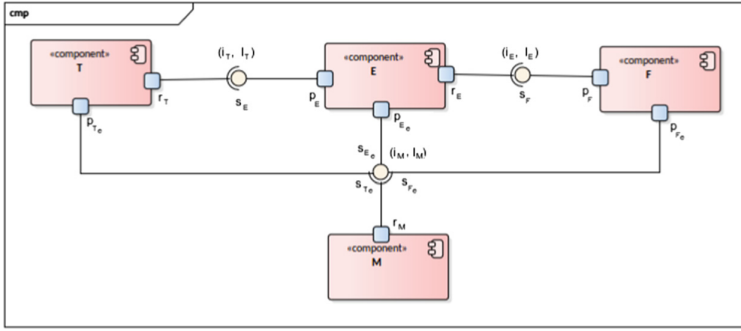 cmp
«component»
T
(i_T, I_T)
«component»
E
(i_E, I_E)
«component»
F
r_T
s_E
p_E
r_E
s_F
p_F
p_Te
p_Ee
p_Fe
s_Ee
(i_M, I_M)
s_Te
s_Fe
r_M
«component»
M